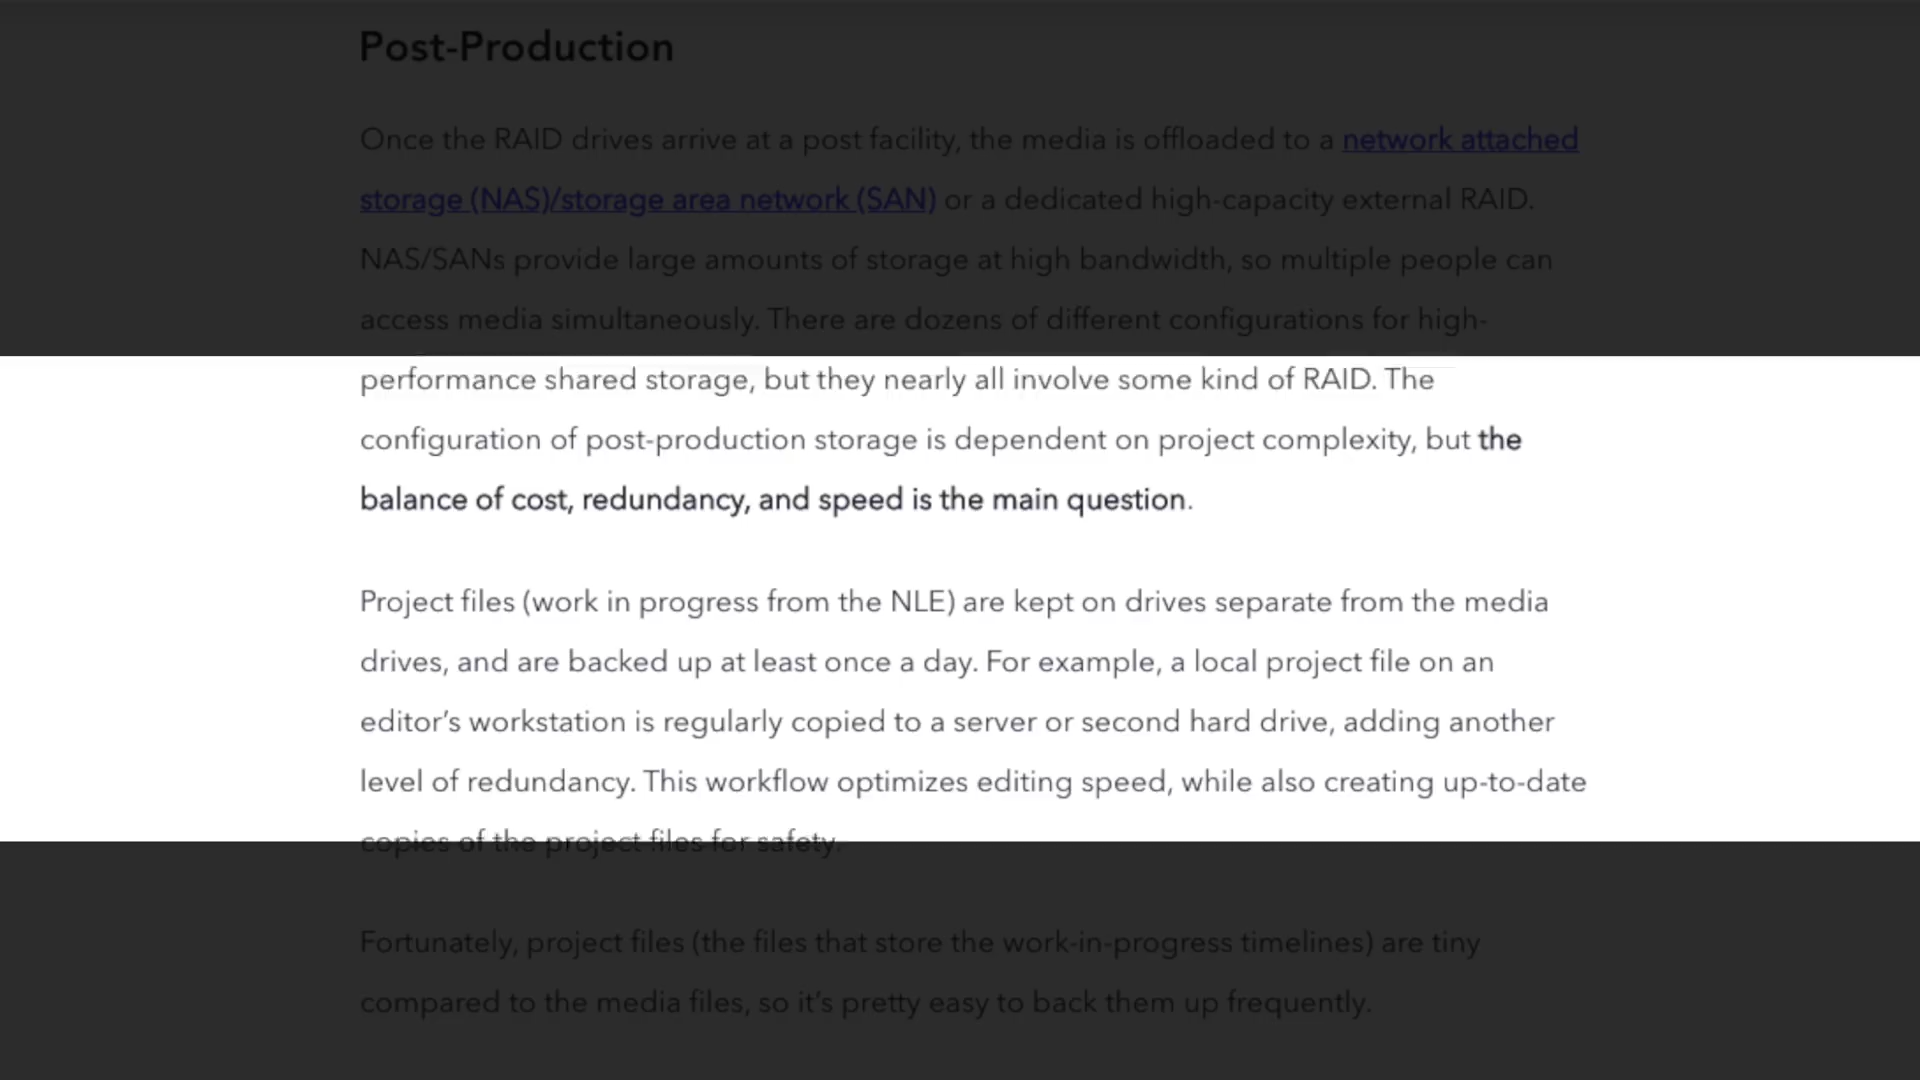 Post-Production
Once the RAID drives arrive at a post facility, the media is offloaded to a network attached
storage (NAS)/storage area network (SAN) or a dedicated high-capacity external RAID.
NAS/SANs provide large amounts of storage at high bandwidth, so multiple people can
access media simultaneously. There are dozens of different configurations for high-
performance shared storage, but they nearly all involve some kind of RAID. The
configuration of post-production storage is dependent on project complexity, but the
balance of cost, redundancy, and speed is the main question.
Project files (work in progress from the NLE) are kept on drives separate from the media
drives, and are backed up at least once a day. For example, a local project file on an
editor’s workstation is regularly copied to a server or second hard drive, adding another
level of redundancy. This workflow optimizes editing speed, while also creating up-to-date
copies of the project files for safety.
Fortunately, project files (the files that store the work-in-progress timelines) are tiny
compared to the media files, so it’s pretty easy to back them up frequently.